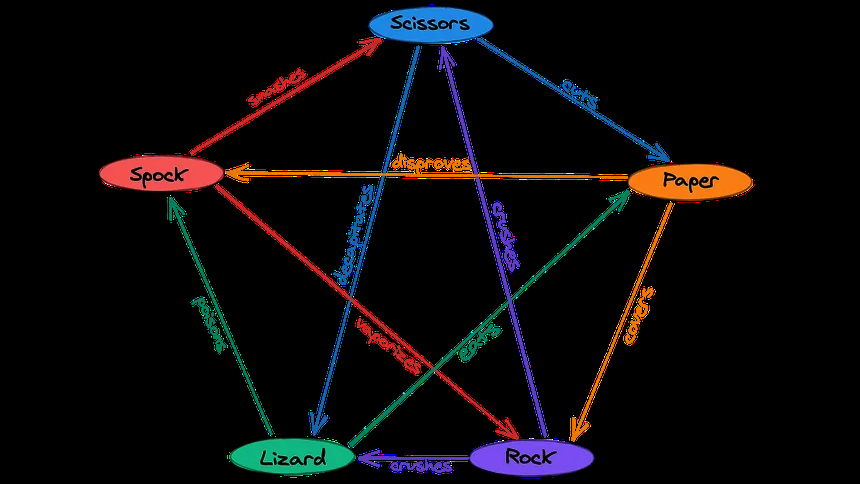 Scissors
smashes
cuts
disproves
Spock
Paper
decapitates
crushes
poisons
vaporizes
eats
covers
Lizard
crushes
Rock